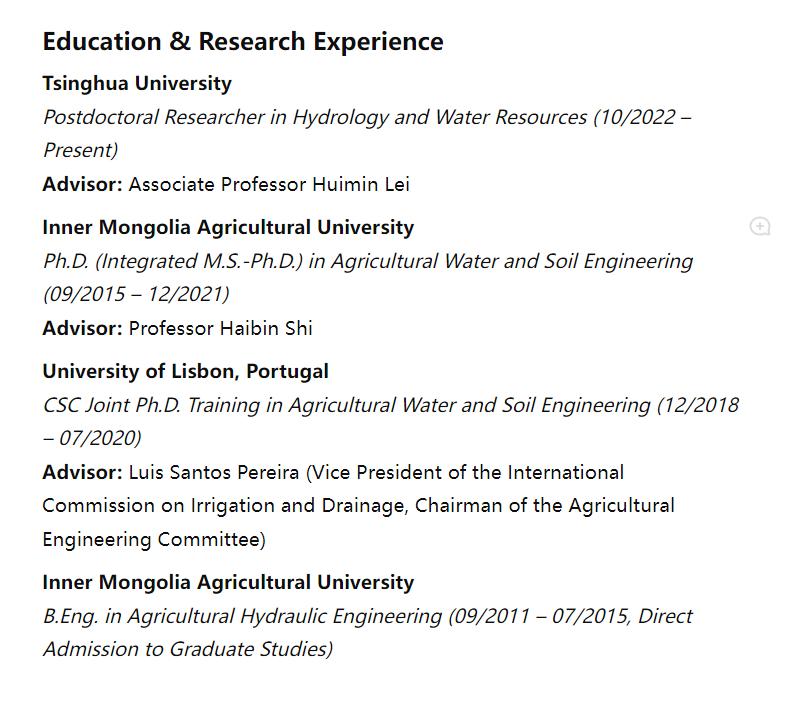 Education & Research Experience
Tsinghua University
Postdoctoral Researcher in Hydrology and Water Resources (10/2022 –
Present)
Advisor: Associate Professor Huimin Lei
Inner Mongolia Agricultural University
Ph.D. (Integrated M.S.-Ph.D.) in Agricultural Water and Soil Engineering
(09/2015 – 12/2021)
Advisor: Professor Haibin Shi
University of Lisbon, Portugal
CSC Joint Ph.D. Training in Agricultural Water and Soil Engineering (12/2018
– 07/2020)
Advisor: Luis Santos Pereira (Vice President of the International
Commission on Irrigation and Drainage, Chairman of the Agricultural
Engineering Committee)
Inner Mongolia Agricultural University
B.Eng. in Agricultural Hydraulic Engineering (09/2011 – 07/2015, Direct
Admission to Graduate Studies)